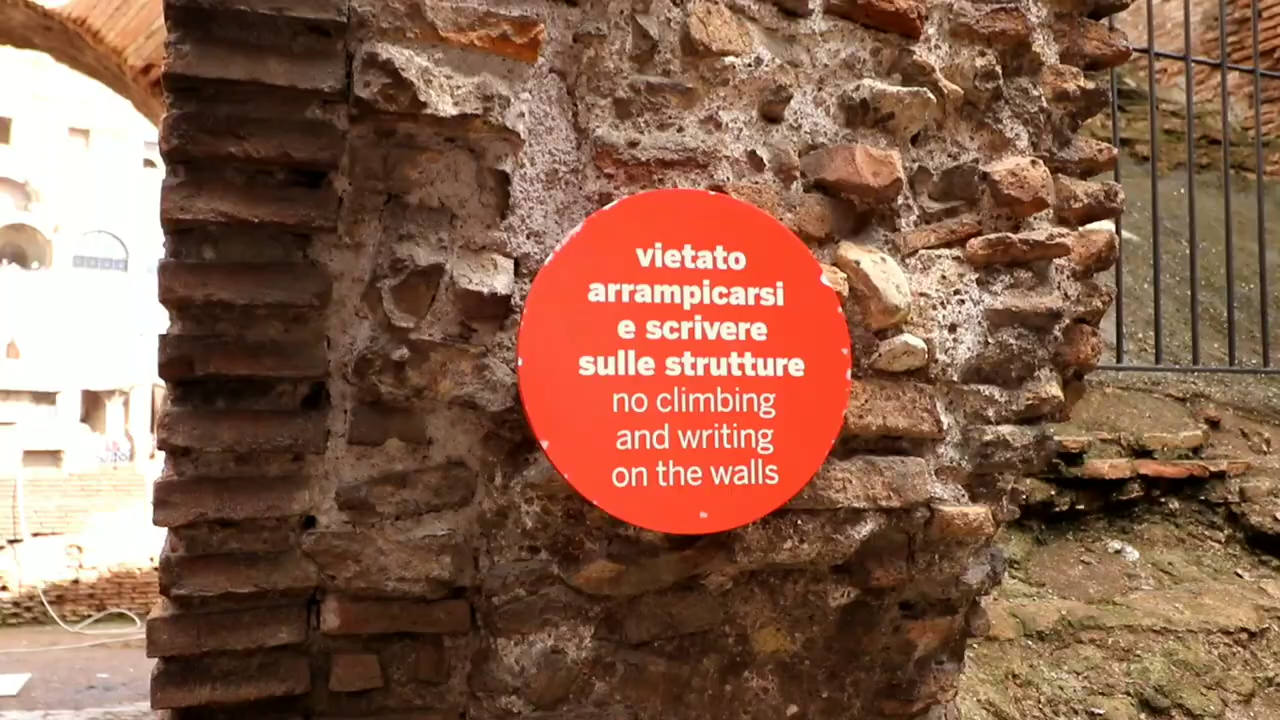 vietato
arrampicarsi
e scrivere
sulle strutture
no climbing
and writing
on the walls